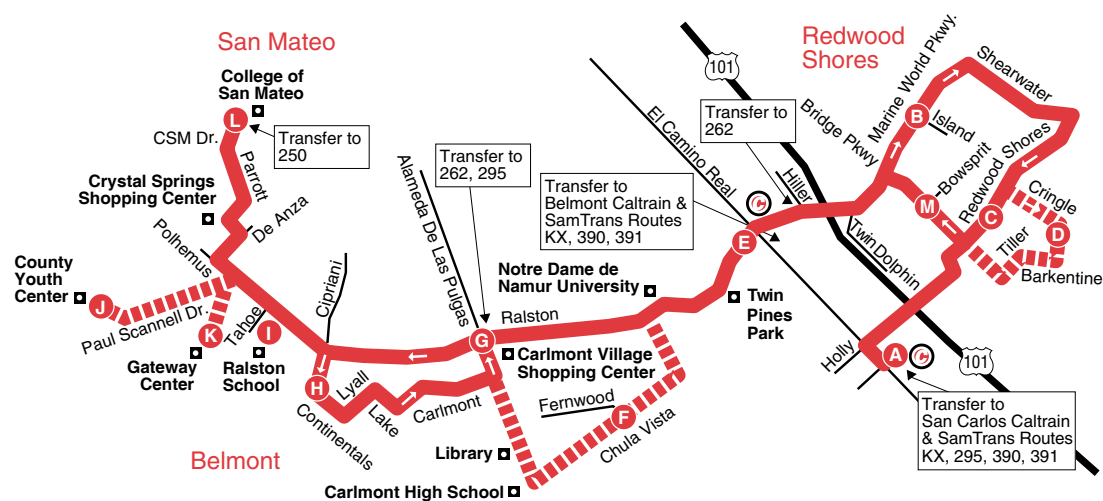 San Mateo
College of
San Mateo
L
CSM Dr.
Transfer to
250
Parrott
Crystal Springs
Shopping Center
De Anza
Polhemus
County
Youth
Center
J
Paul Scannell Dr.
K
Gateway
Center
Tahoe
I
Ralston
School
Cipriani
H
Continentals
Lyall
Lake
Carlmont
Belmont
Alameda De Las Pulgas
Transfer to
262, 295
G
Ralston
Carlmont Village
Shopping Center
Fernwood
F
Chula Vista
Library
Carlmont High School
Notre Dame de
Namur University
Twin
Pines
Park
Transfer to
Belmont Caltrain &
SamTrans Routes
KX, 390, 391
E
C
El Camino Real
Transfer to
262
Hiller
101
Redwood
Shores
Bridge Pkwy
Marine World Pkwy.
B
Island
Shearwater
Bowsprit
M
Redwood Shores
C
Cringle
D
Tiller
Barkentine
Twin Dolphin
Holly
A
C
101
Transfer to
San Carlos Caltrain
& SamTrans Routes
KX, 295, 390, 391